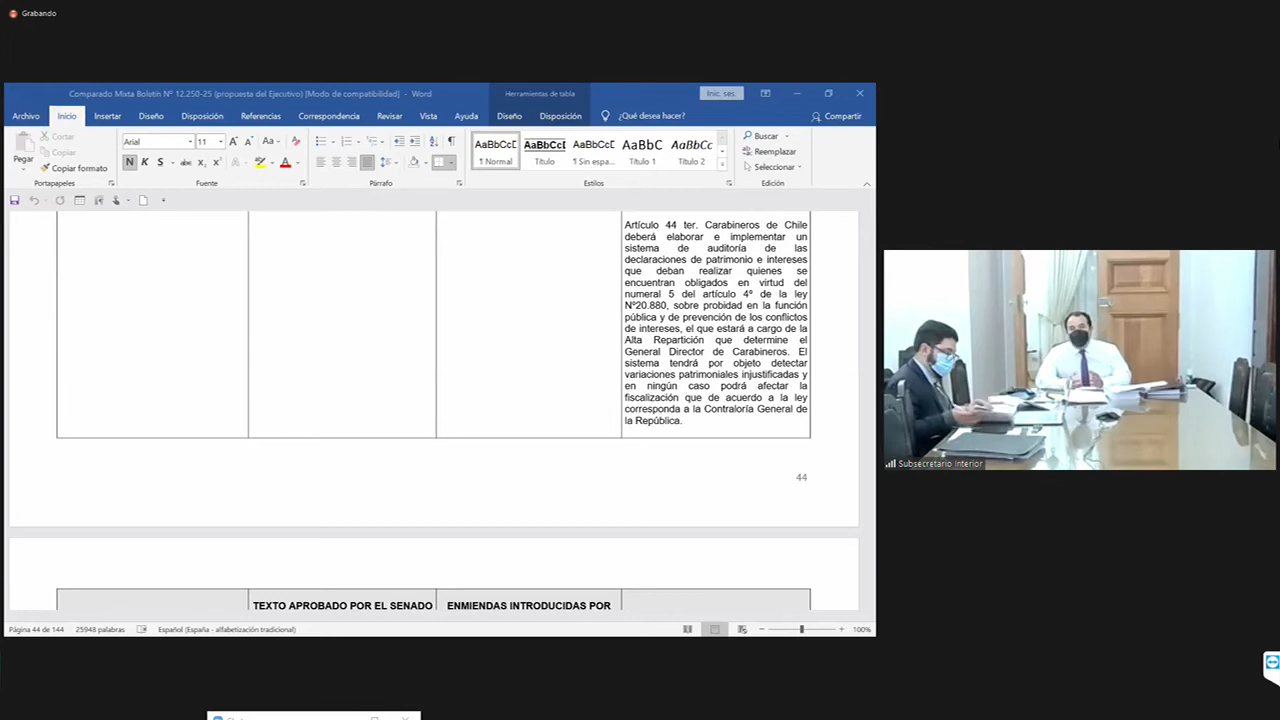 Grabando
Comparado Mixta Boletín Nº 12.250-25 (propuesta del Ejecutivo) [Modo de compatibilidad] - Word
Herramientas de tabla
Inic. ses.
Archivo
Inicio
Insertar
Diseño
Disposición
Referencias
Correspondencia
Revisar
Vista
Ayuda
Diseño
Disposición
¿Qué desea hacer?
Compartir
Pegar
Cortar
Copiar
Copiar formato
Portapapeles
Arial
11
Aa
N K S abc x₂ x²
Fuente
Párrafo
AaBbCcD
¶ Normal
AaBbCcD
Título
AaBbCcD
¶ Sin espa...
AaBbC
Título 1
AaBbCc
Título 2
Estilos
Buscar
Reemplazar
Seleccionar
Edición
Artículo 44 ter. Carabineros de Chile
deberá elaborar e implementar un
sistema de auditoría de las
declaraciones de patrimonio e intereses
que deban realizar quienes se
encuentran obligados en virtud del
numeral 5 del artículo 4º de la ley
Nº20.880, sobre probidad en la función
pública y de prevención de los conflictos
de intereses, el que estará a cargo de la
Alta Repartición que determine el
General Director de Carabineros. El
sistema tendrá por objeto detectar
variaciones patrimoniales injustificadas y
en ningún caso podrá afectar la
fiscalización que de acuerdo a la ley
corresponda a la Contraloría General de
la República.
44
TEXTO APROBADO POR EL SENADO
ENMIENDAS INTRODUCIDAS POR
Página 44 de 144
25948 palabras
Español (España - alfabetización tradicional)
100%
Subsecretario Interior